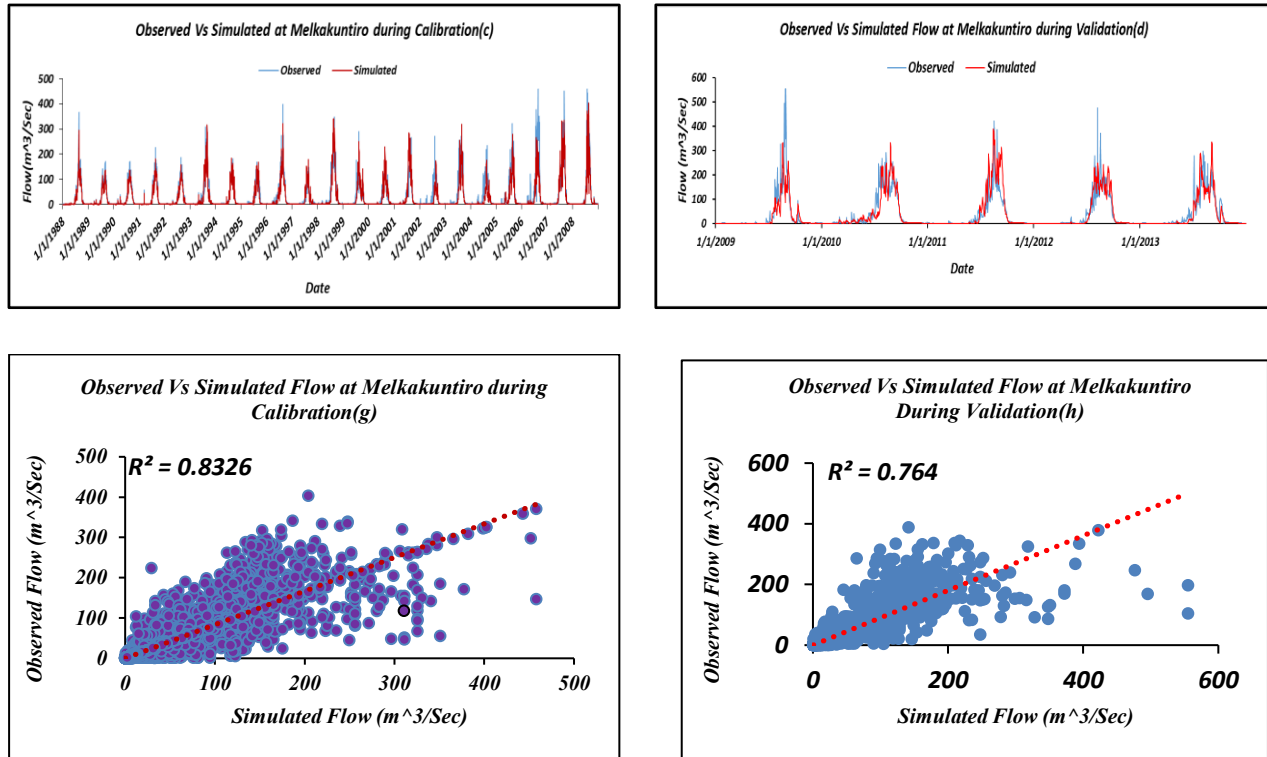 Observed Vs Simulated at Melkakuntiro during Calibration(c)
Observed Simulated
Flow(m^3/Sec)
500
400
300
200
100
0
1/1/1988
1/1/1989
1/1/1990
1/1/1991
1/1/1992
1/1/1993
1/1/1994
1/1/1995
1/1/1996
1/1/1997
1/1/1998
1/1/1999
1/1/2000
1/1/2001
1/1/2002
1/1/2003
1/1/2004
1/1/2005
1/1/2006
1/1/2007
1/1/2008
Date
Observed Vs Simulated Flow at Melkakuntiro during Validation(d)
Observed Simulated
Flow (m^3/Sec)
600
500
400
300
200
100
0
1/1/2009
1/1/2010
1/1/2011
1/1/2012
1/1/2013
Date
Observed Vs Simulated Flow at Melkakuntiro during
Calibration(g)
R² = 0.8326
Observed Flow (m^3/Sec)
500
400
300
200
100
0
0 100 200 300 400 500
Simulated Flow (m^3/Sec)
Observed Vs Simulated Flow at Melkakuntiro
During Validation(h)
R² = 0.764
Observed Flow (m^3/Sec)
600
400
200
0
0 200 400 600
Simulated Flow (m^3/Sec)